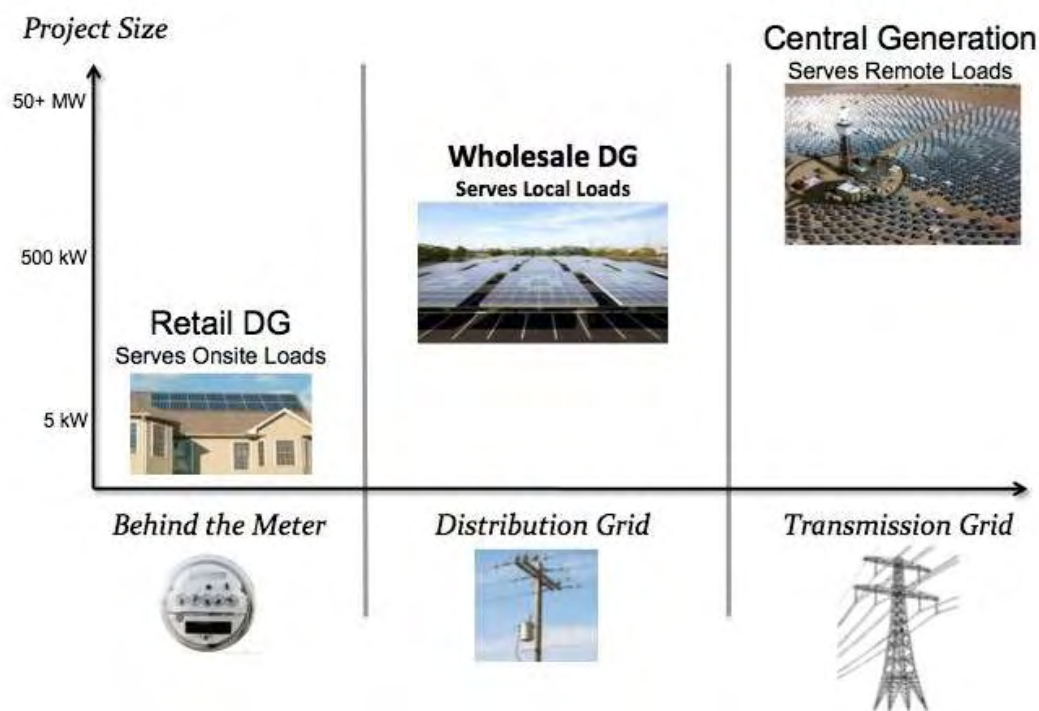 Project Size
50+ MW
500 kW
5 kW
Retail DG
Serves Onsite Loads
Wholesale DG
Serves Local Loads
Central Generation
Serves Remote Loads
Behind the Meter
Distribution Grid
Transmission Grid